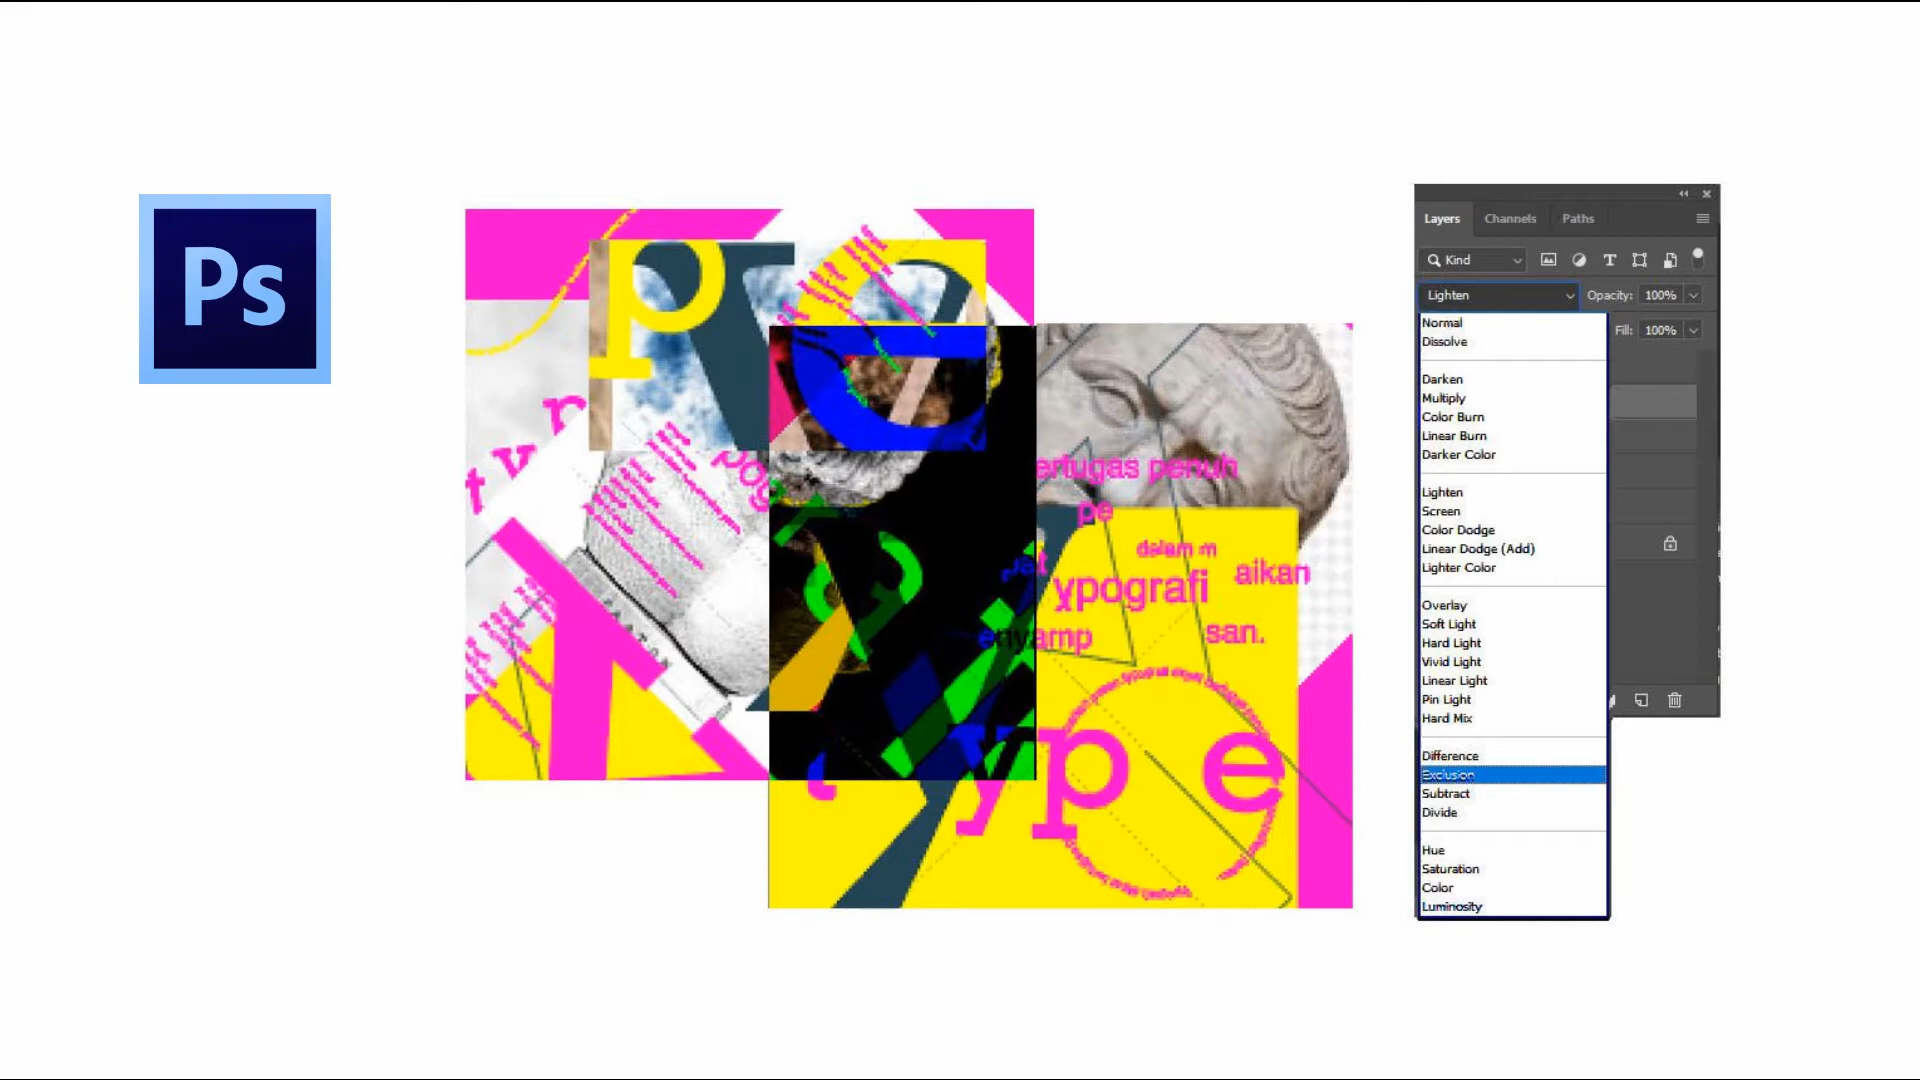 Ps
p
e
type
ertugas penuh
pe
dalam m
ypografi
aikan
enyamp
san.
t ype
Layers Channels Paths
Kind
Lighten Opacity: 100%
Fill: 100%
Normal
Dissolve
Darken
Multiply
Color Burn
Linear Burn
Darker Color
Lighten
Screen
Color Dodge
Linear Dodge (Add)
Lighter Color
Overlay
Soft Light
Hard Light
Vivid Light
Linear Light
Pin Light
Hard Mix
Difference
Exclusion
Subtract
Divide
Hue
Saturation
Color
Luminosity